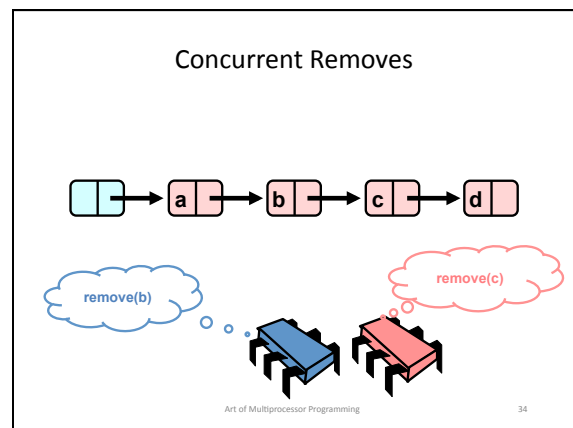 Concurrent Removes
a b c d
remove(b)
remove(c)
Art of Multiprocessor Programming
34